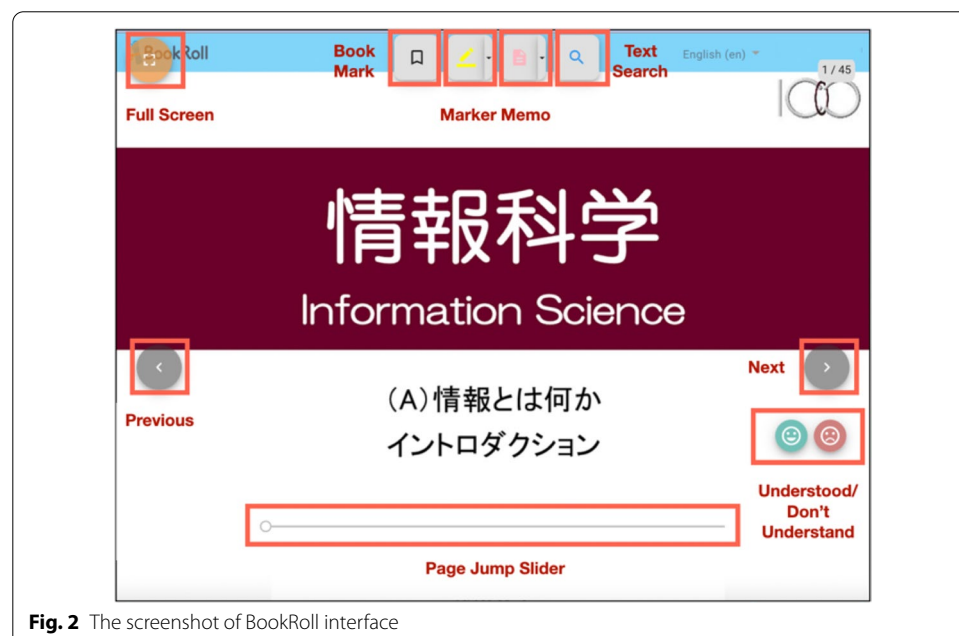 BookRoll
Book Mark
Text Search
English (en)
1 / 45
100
Full Screen
Marker Memo
情報科学
Information Science
Next
Previous
(A)情報とは何か
イントロダクション
Understood/
Don't
Understand
Page Jump Slider
Fig. 2 The screenshot of BookRoll interface